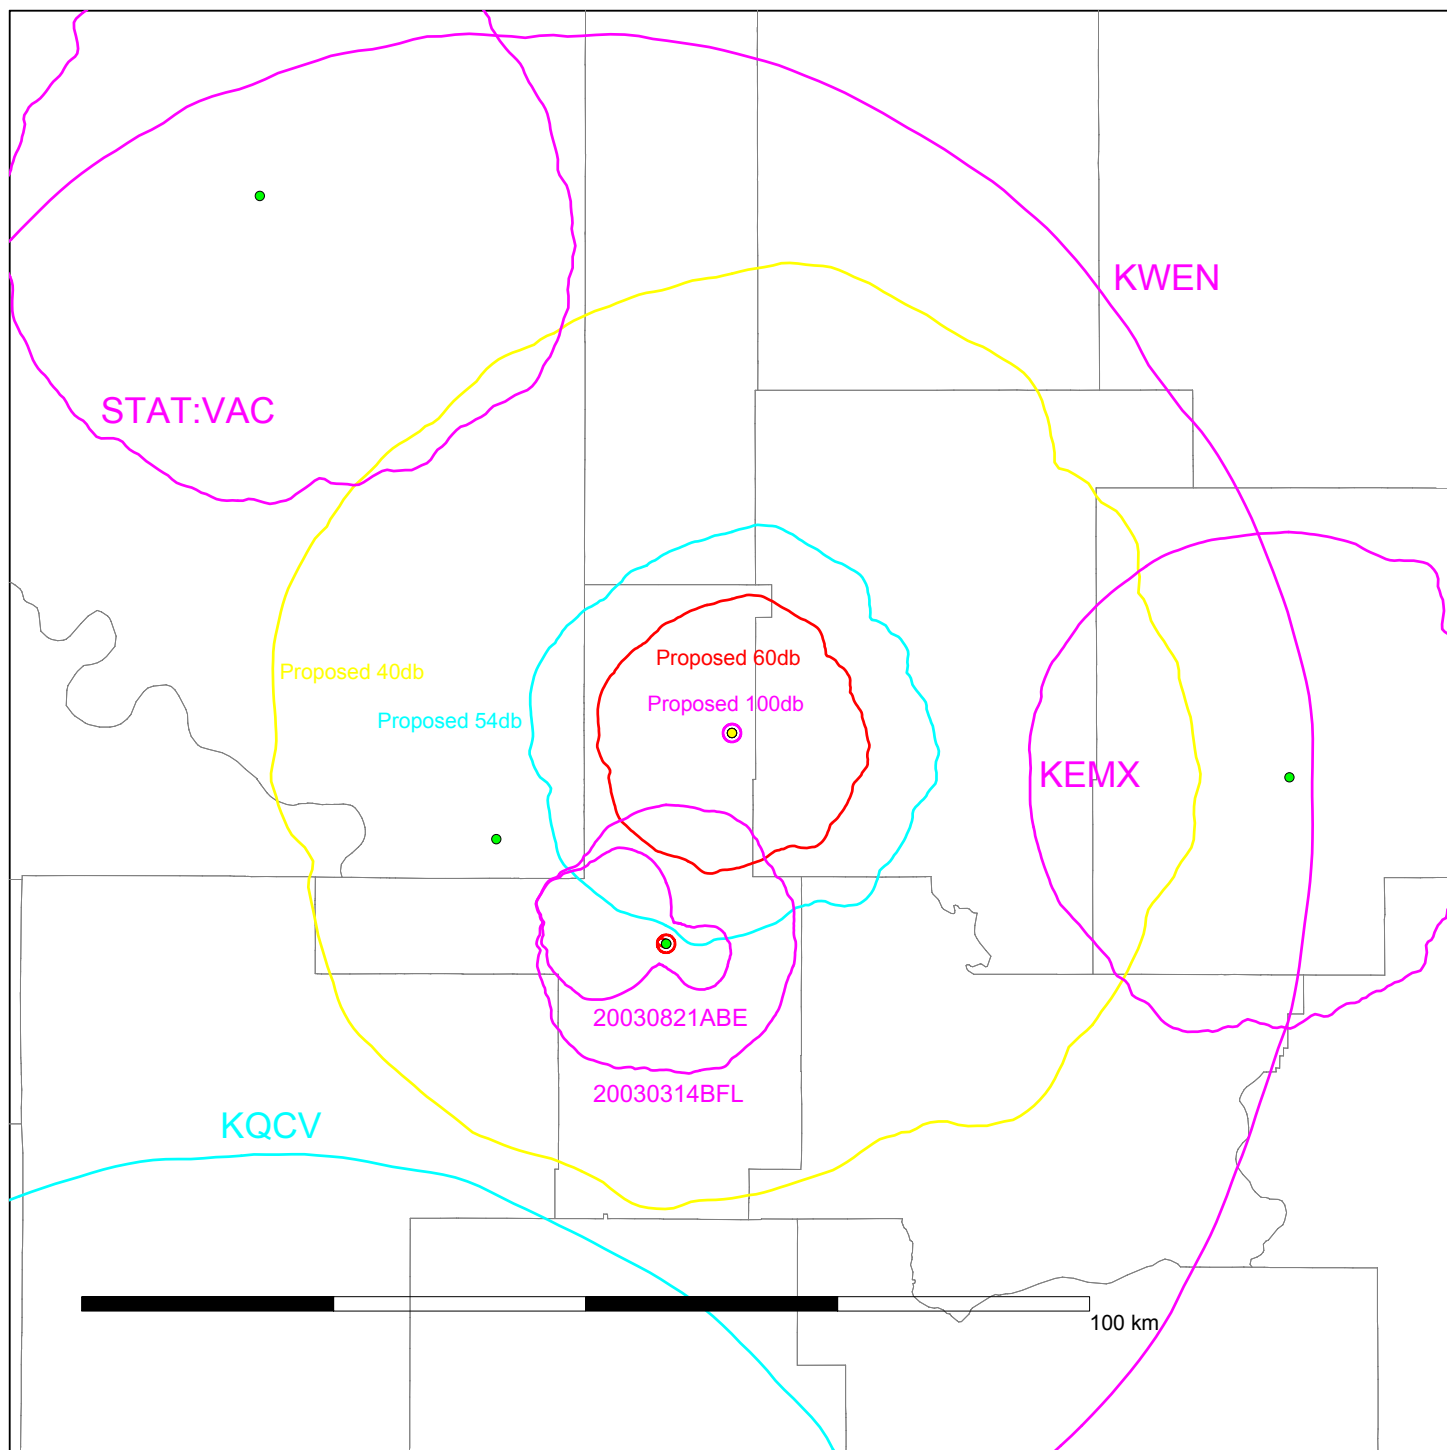 KWEN
STAT:VAC
Proposed 60db
Proposed 40db
Proposed 100db
Proposed 54db
KEMX
20030821ABE
20030314BFL
KQCV
100 km